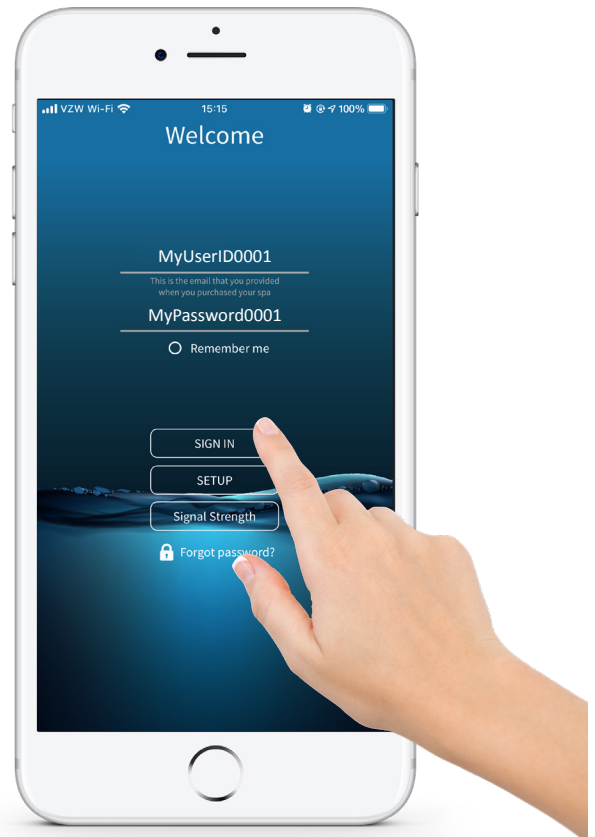 VZW Wi-Fi 15:15 100%
Welcome
MyUserID0001
This is the email that you provided
when you purchased your spa
MyPassword0001
Remember me
SIGN IN
SETUP
Signal Strength
Forgot password?